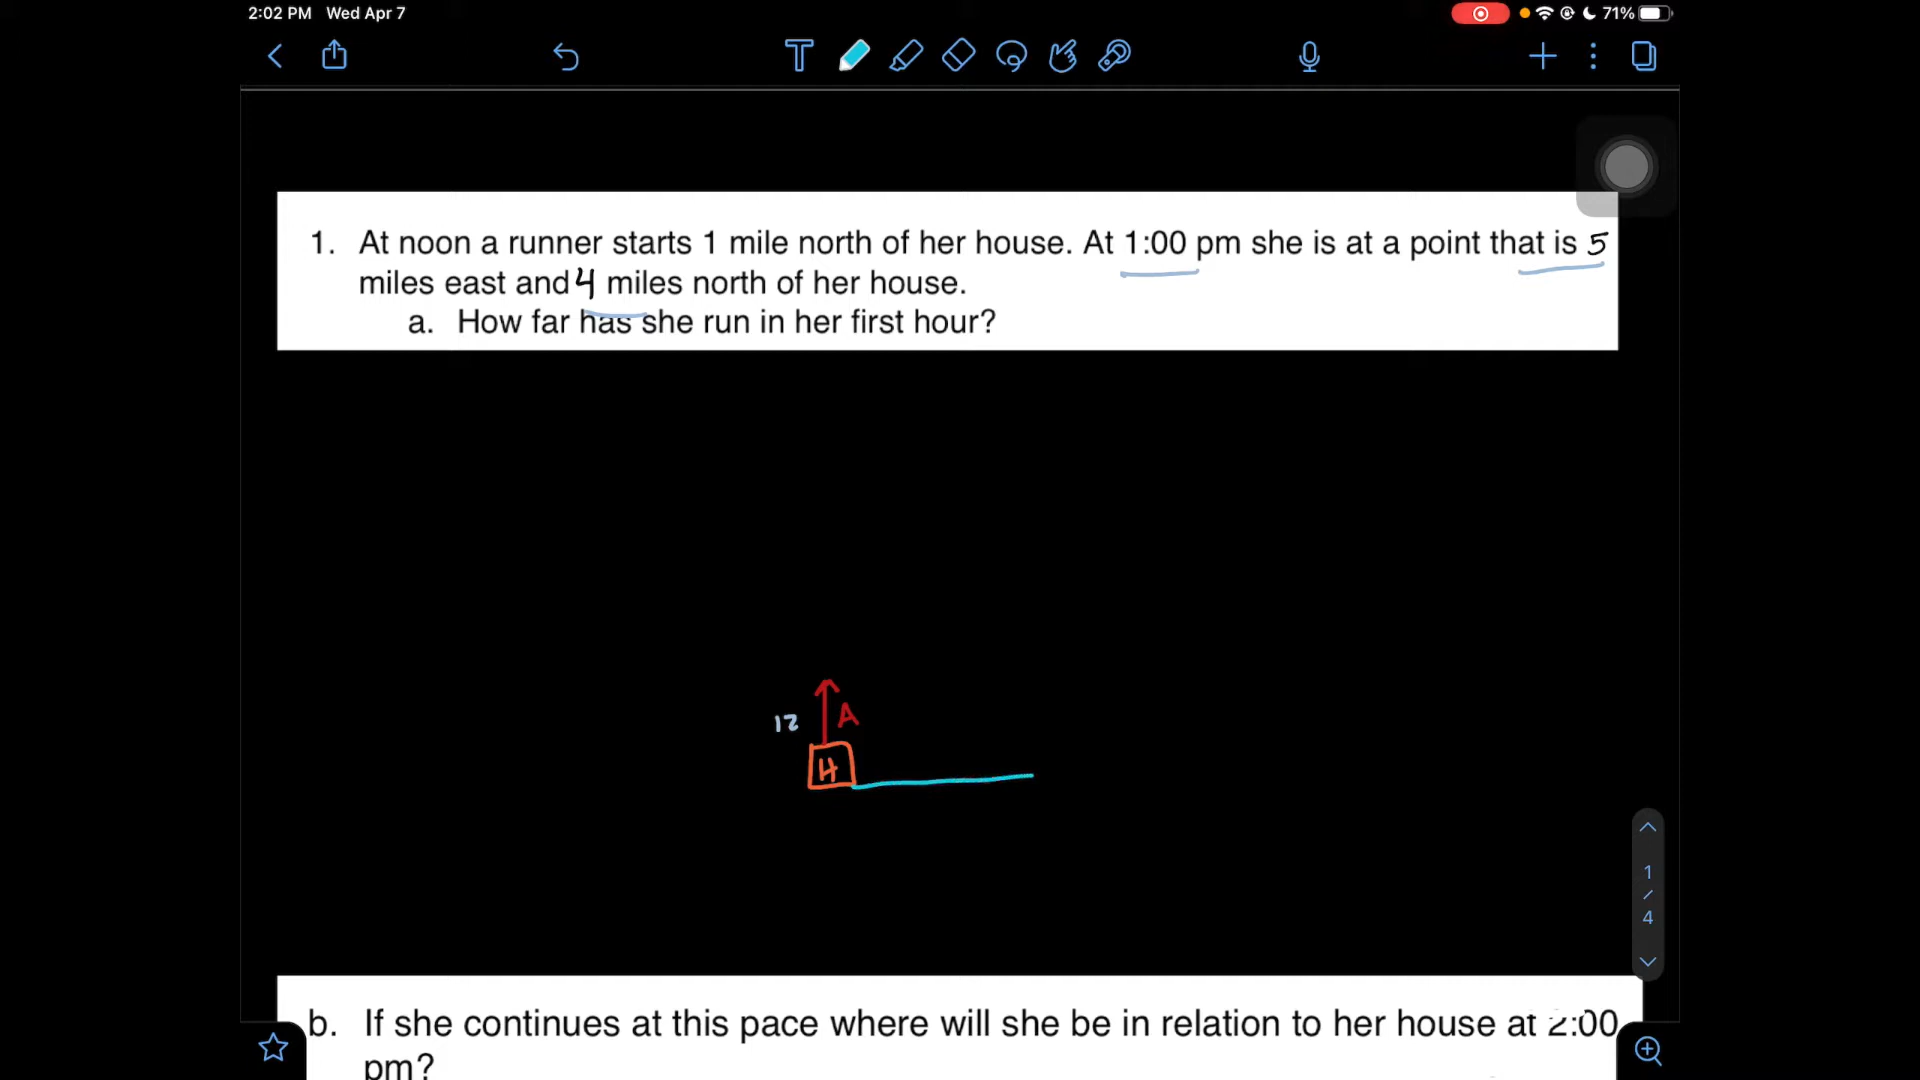 2:02 PM Wed Apr 7
71%
T
1. At noon a runner starts 1 mile north of her house. At 1:00 pm she is at a point that is 5
miles east and 4 miles north of her house.
a. How far has she run in her first hour?
12 A
H
1
/
4
b. If she continues at this pace where will she be in relation to her house at 2:00
pm?